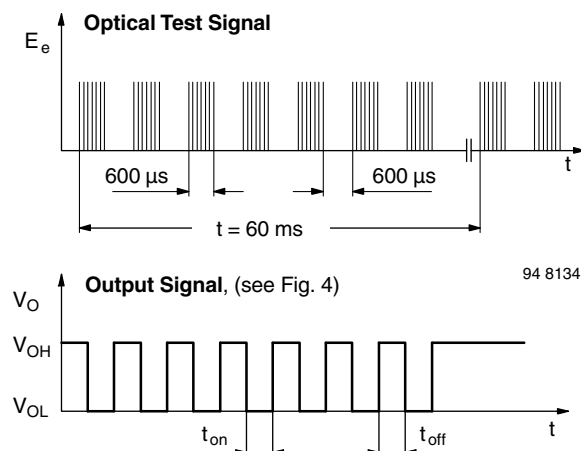 Optical Test Signal
E e
t
600 µs
600 µs
t = 60 ms
94 8134
Output Signal, (see Fig. 4)
V O
V OH
V OL
t on
t off
t